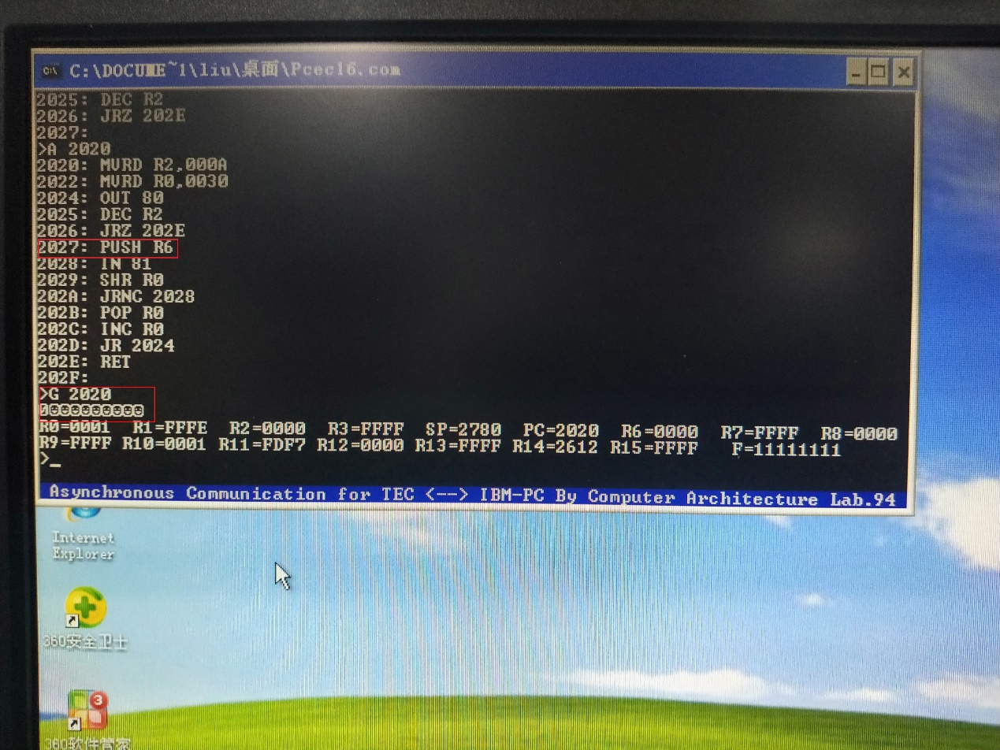 C:\DOCUME~1\liu\桌面\Pcec16.com
2025: DEC R2
2026: JRZ 202E
2027:
>A 2020
2020: MVRD R2,000A
2022: MVRD R0,0030
2024: OUT 80
2025: DEC R2
2026: JRZ 202E
2027: PUSH R6
2028: IN 81
2029: SHR R0
202A: JRNC 2028
202B: POP R0
202C: INC R0
202D: JR 2024
202E: RET
202F:
>G 2020
0☺☺☺☺☺☺☺☺☺
R0=0001 R1=FFFE R2=0000 R3=FFFF SP=2780 PC=2020 R6=0000 R7=FFFF R8=0000
R9=FFFF R10=0001 R11=FDF7 R12=0000 R13=FFFF R14=2612 R15=FFFF F=11111111
>_
Asynchronous Communication for TEC <--> IBM-PC By Computer Architecture Lab.94
Internet
Explorer
360安全卫士
3
360软件管家